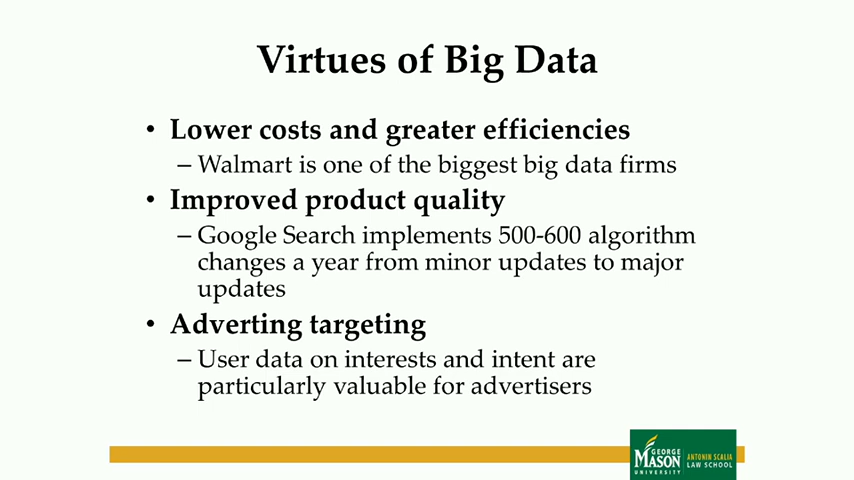 Virtues of Big Data
• Lower costs and greater efficiencies
– Walmart is one of the biggest big data firms
• Improved product quality
– Google Search implements 500-600 algorithm
changes a year from minor updates to major
updates
• Adverting targeting
– User data on interests and intent are
particularly valuable for advertisers
GEORGE
MASON
UNIVERSITY
ANTONIN SCALIA
LAW SCHOOL